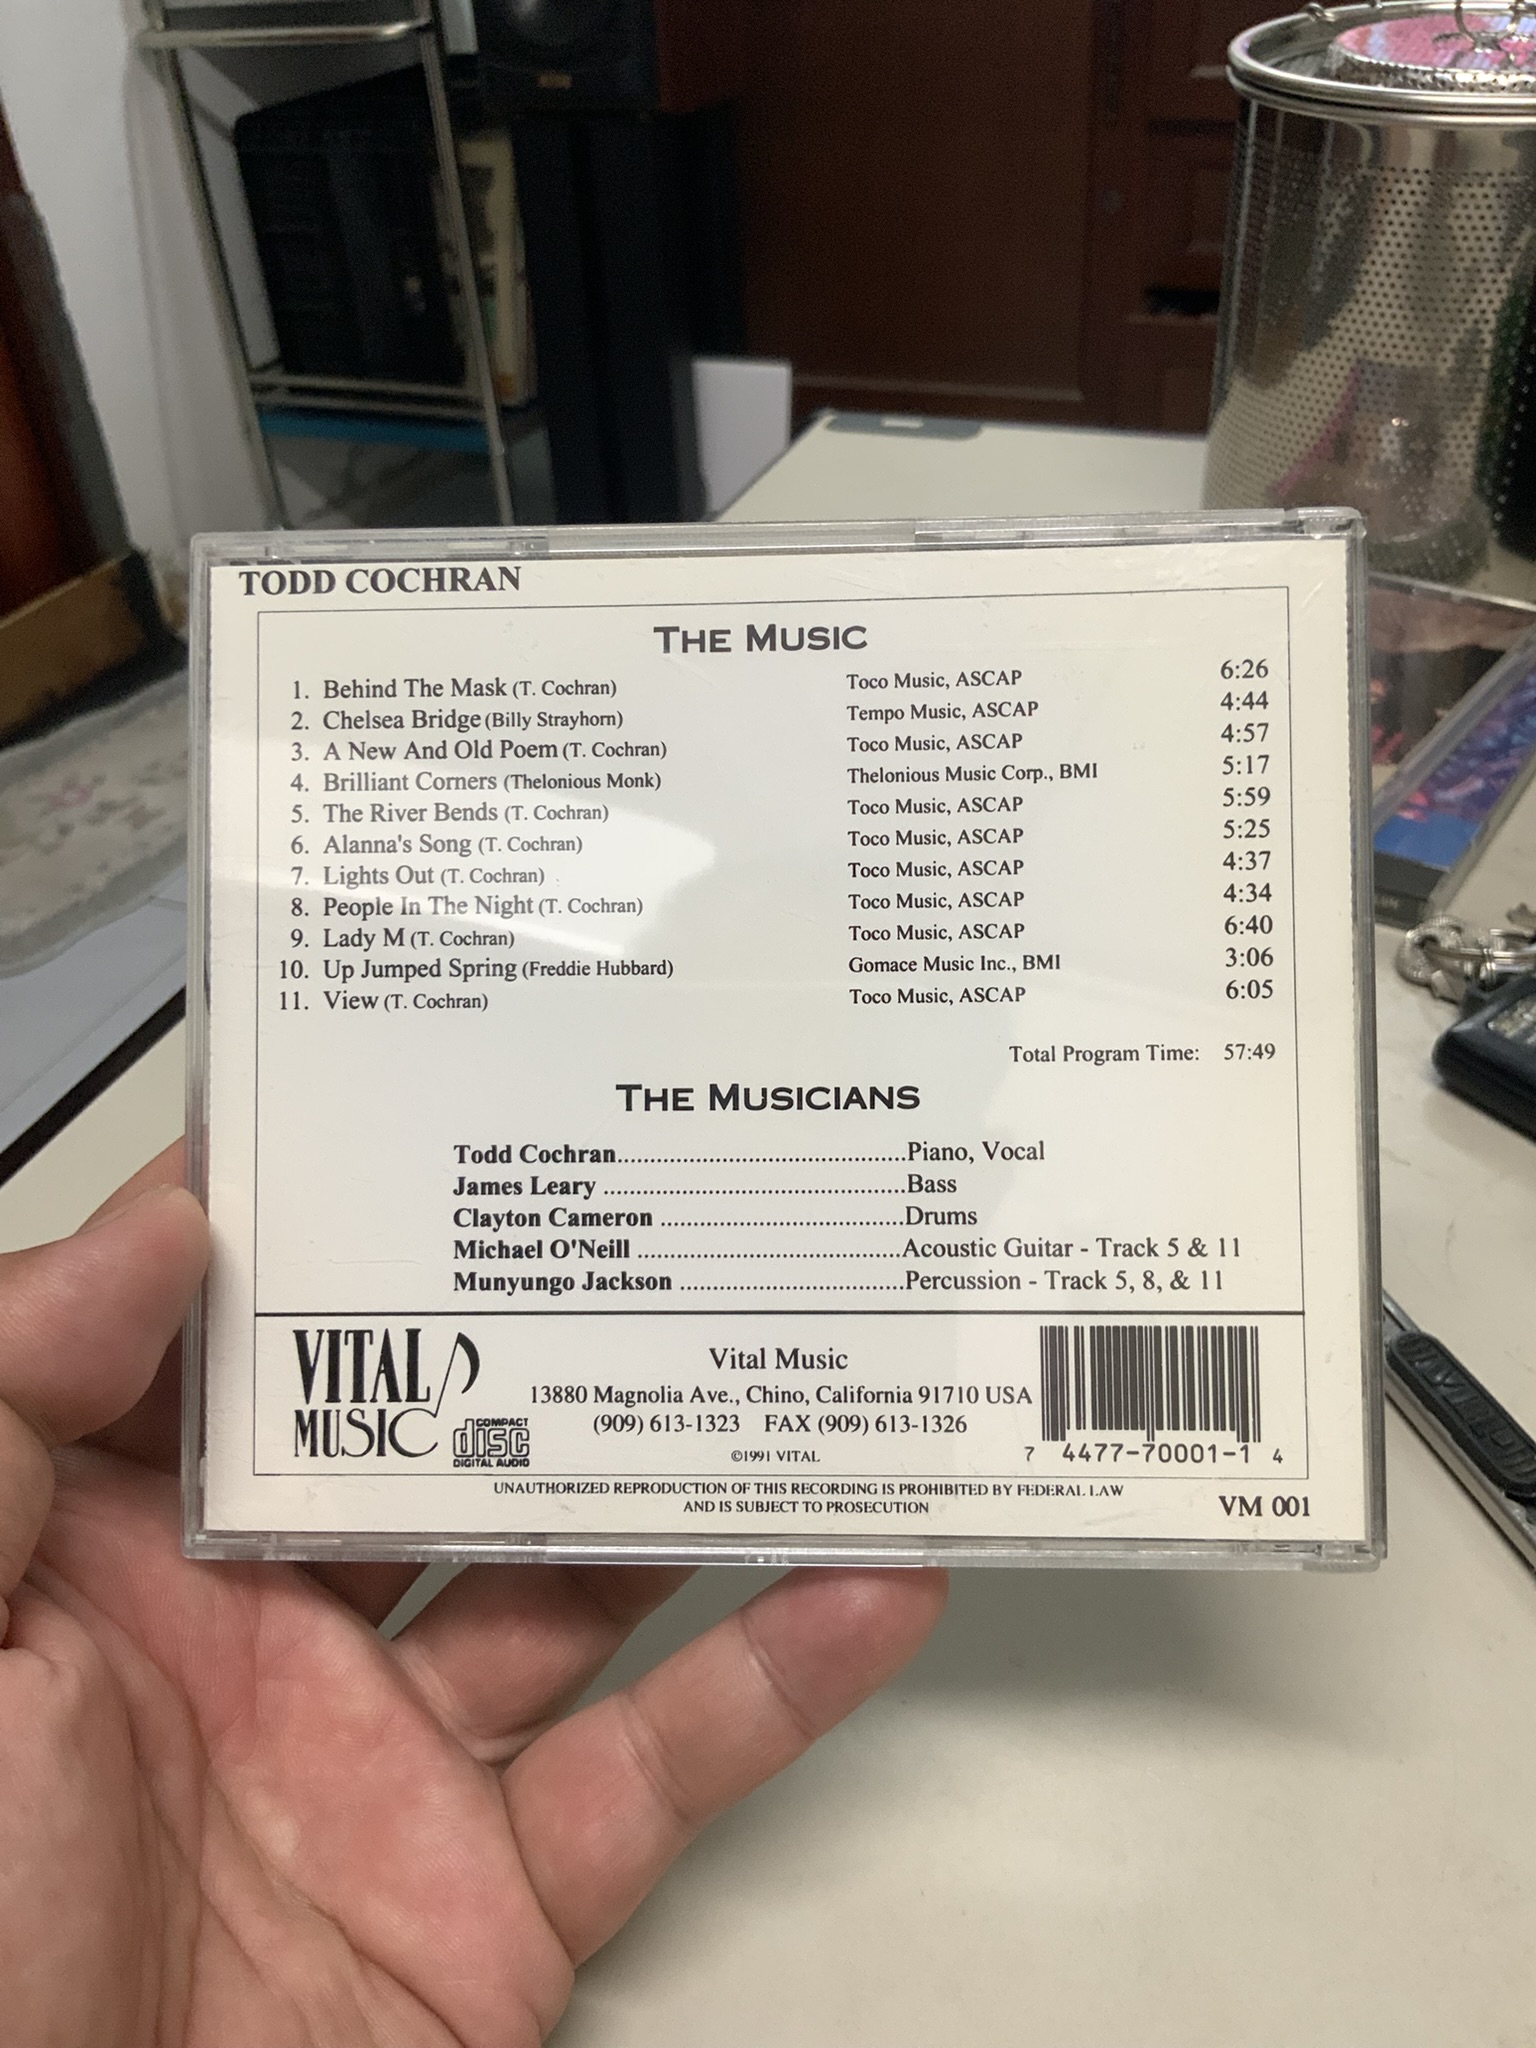 TODD COCHRAN
THE MUSIC
1. Behind The Mask (T. Cochran) Toco Music, ASCAP 6:26
2. Chelsea Bridge (Billy Strayhorn) Tempo Music, ASCAP 4:44
3. A New And Old Poem (T. Cochran) Toco Music, ASCAP 4:57
4. Brilliant Corners (Thelonious Monk) Thelonious Music Corp., BMI 5:17
5. The River Bends (T. Cochran) Toco Music, ASCAP 5:59
6. Alanna's Song (T. Cochran) Toco Music, ASCAP 5:25
7. Lights Out (T. Cochran) Toco Music, ASCAP 4:37
8. People In The Night (T. Cochran) Toco Music, ASCAP 4:34
9. Lady M (T. Cochran) Toco Music, ASCAP 6:40
10. Up Jumped Spring (Freddie Hubbard) Gomace Music Inc., BMI 3:06
11. View (T. Cochran) Toco Music, ASCAP 6:05
Total Program Time: 57:49
THE MUSICIANS
Todd Cochran............................................Piano, Vocal
James Leary ..............................................Bass
Clayton Cameron .....................................Drums
Michael O'Neill ........................................Acoustic Guitar - Track 5 & 11
Munyungo Jackson ..................................Percussion - Track 5, 8, & 11
VITAL MUSIC
COMPACT disc DIGITAL AUDIO
Vital Music
13880 Magnolia Ave., Chino, California 91710 USA
(909) 613-1323 FAX (909) 613-1326
©1991 VITAL
7 4477-70001-1 4
UNAUTHORIZED REPRODUCTION OF THIS RECORDING IS PROHIBITED BY FEDERAL LAW
AND IS SUBJECT TO PROSECUTION
VM 001